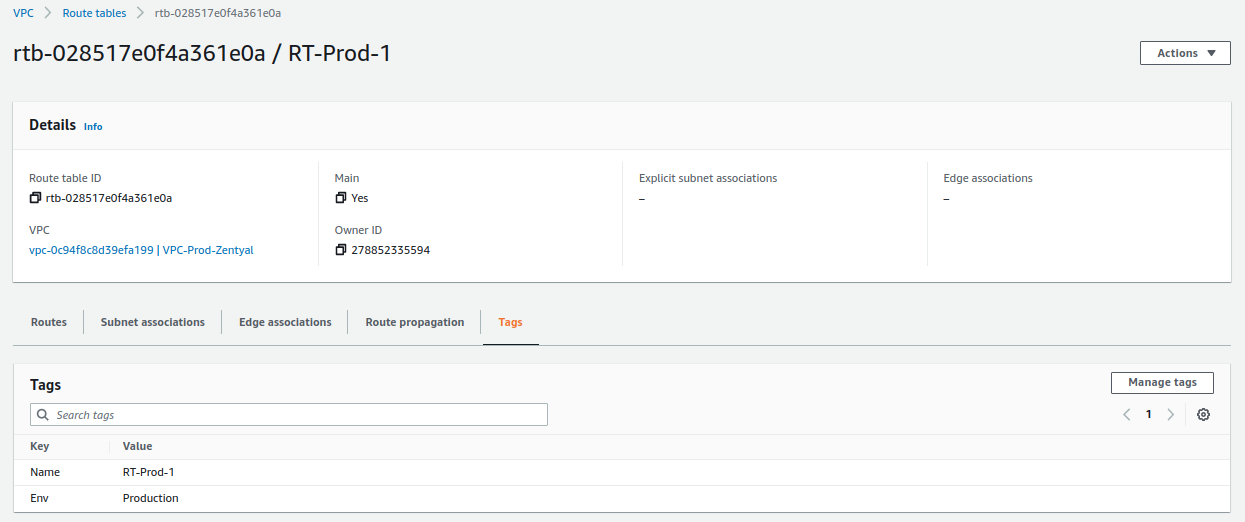 VPC > Route tables > rtb-028517e0f4a361e0a
rtb-028517e0f4a361e0a / RT-Prod-1
Actions
Details Info
Route table ID
rtb-028517e0f4a361e0a
Main
Yes
Explicit subnet associations
–
Edge associations
–
VPC
vpc-0c94f8c8d39efa199 | VPC-Prod-Zentyal
Owner ID
278852335594
Routes Subnet associations Edge associations Route propagation Tags
Tags
Manage tags
Search tags
1
Key Value
Name RT-Prod-1
Env Production